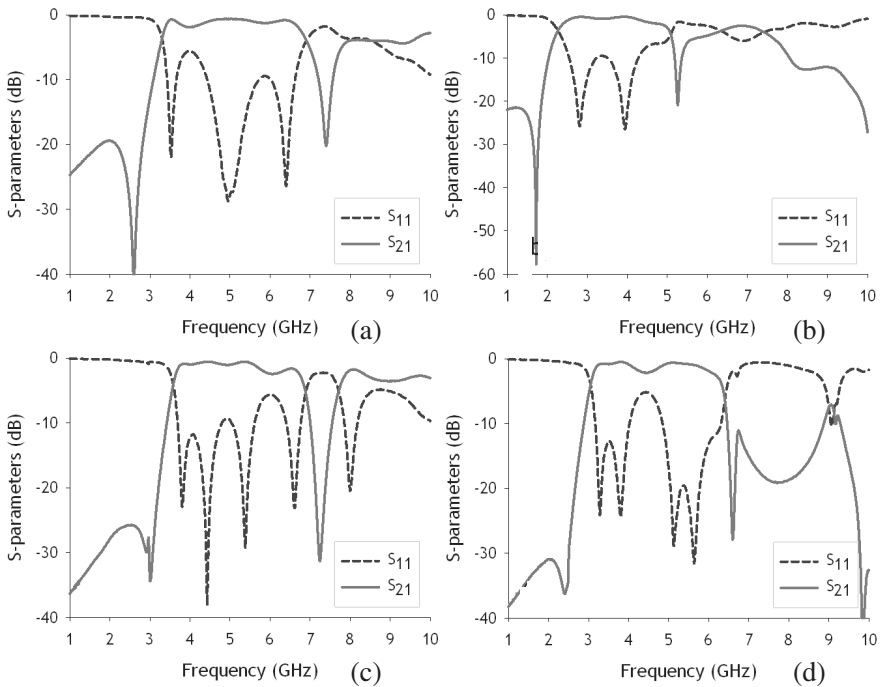 0
-10
-20
-30
-40
S-parameters (dB)
S11
S21
1 2 3 4 5 6 7 8 9 10
Frequency (GHz) (a)
0
-10
-20
-30
-40
-50
-60
S-parameters (dB)
S11
S21
1 2 3 4 5 6 7 8 9 10
Frequency (GHz) (b)
0
-10
-20
-30
-40
S-parameters (dB)
S11
S21
1 2 3 4 5 6 7 8 9 10
Frequency (GHz) (c)
0
-10
-20
-30
-40
S-parameters (dB)
S11
S21
1 2 3 4 5 6 7 8 9 10
Frequency (GHz) (d)